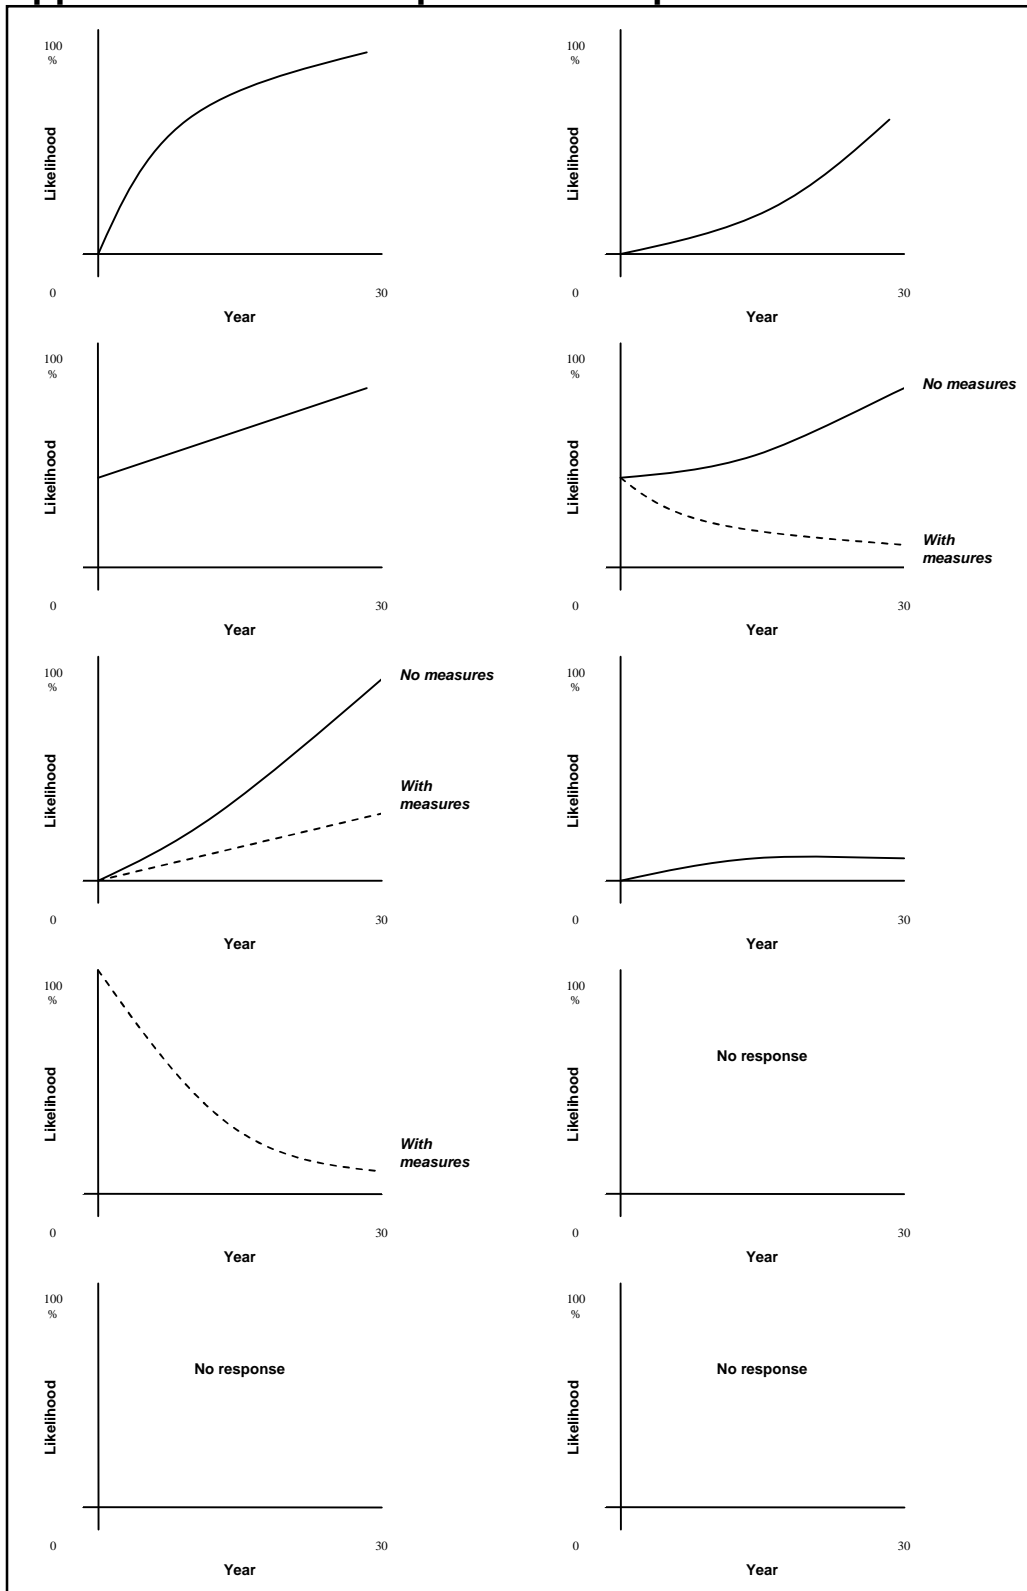 100
%
Likelihood
0
30
Year
100
%
Likelihood
0
30
Year
100
%
Likelihood
0
30
Year
100
%
Likelihood
No measures
With
measures
0
30
Year
100
%
Likelihood
No measures
With
measures
0
30
Year
100
%
Likelihood
0
30
Year
100
%
Likelihood
With
measures
0
30
Year
100
%
Likelihood
No response
0
30
Year
100
%
Likelihood
No response
0
30
Year
100
%
Likelihood
No response
0
30
Year